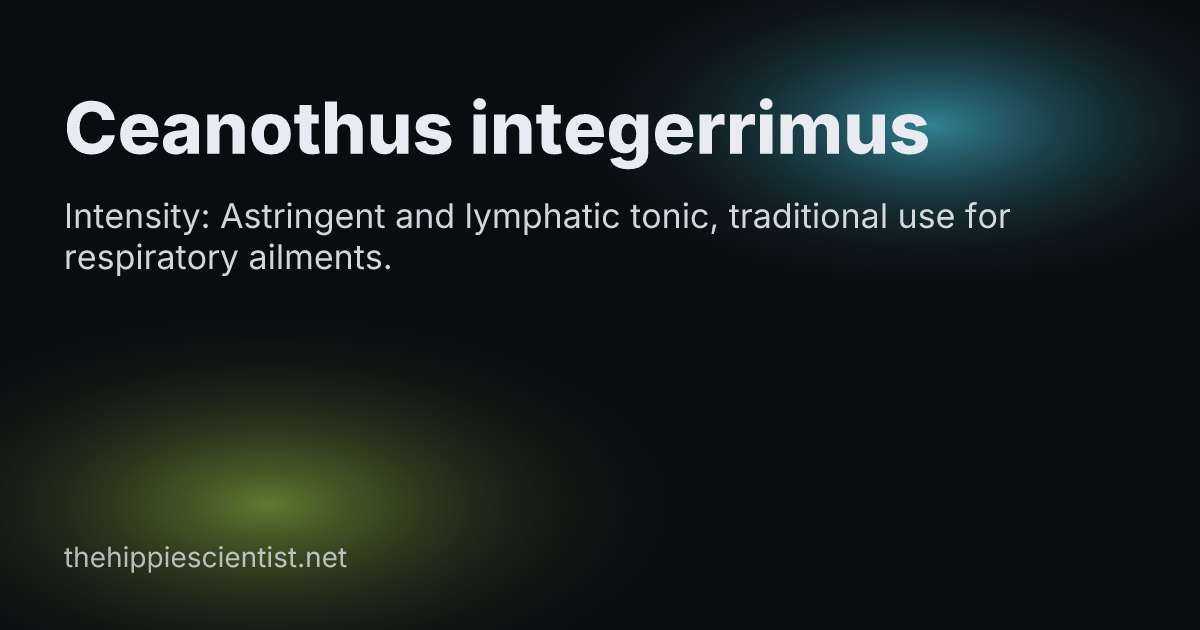 Ceanothus integerrimus
Intensity: Astringent and lymphatic tonic, traditional use for
respiratory ailments.
thehippiescientist.net